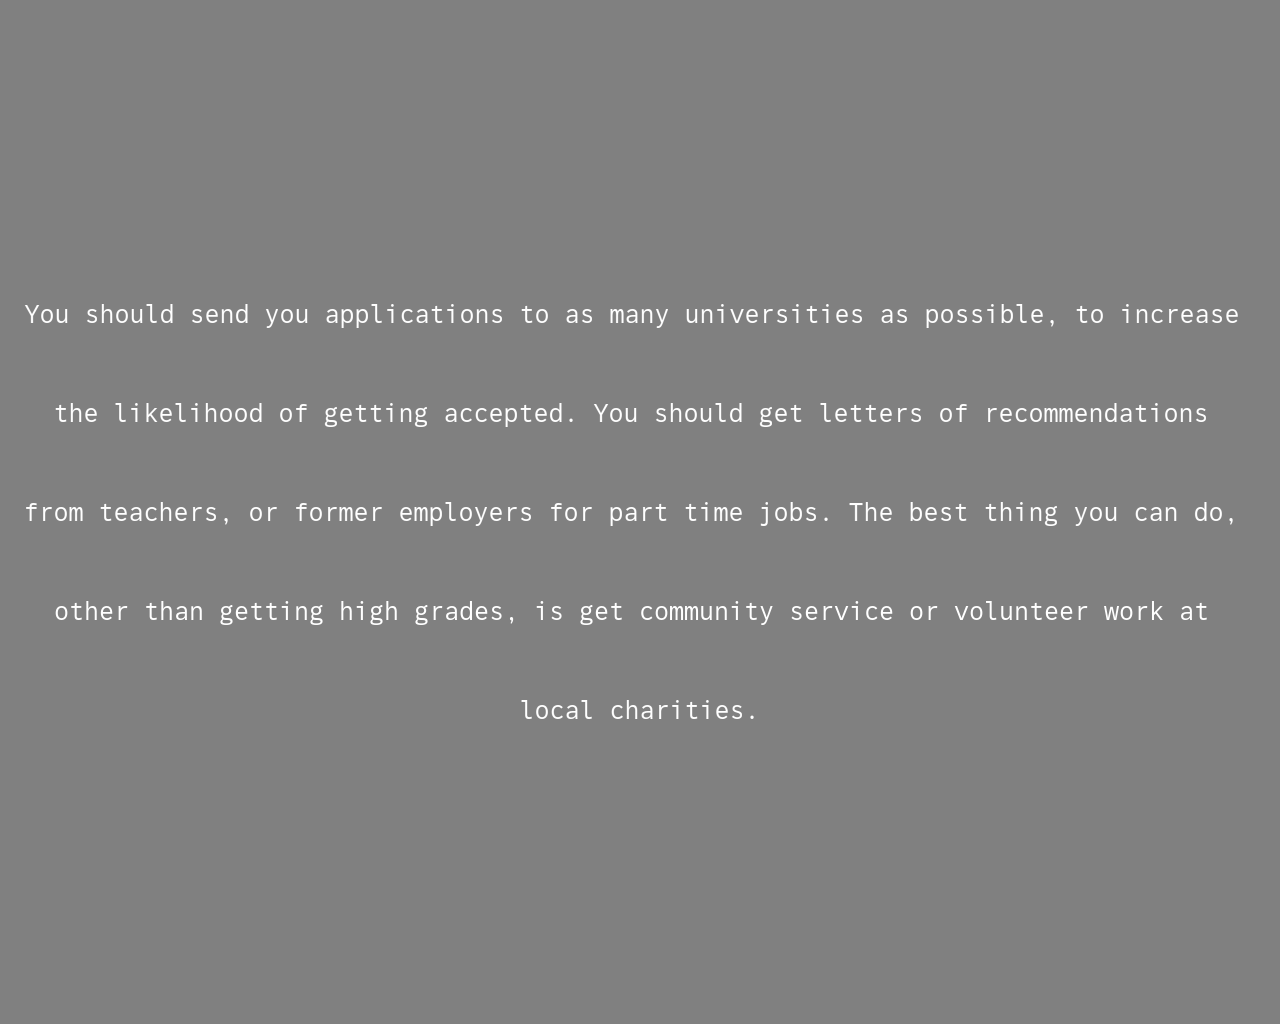 You should send you applications to as many universities as possible, to increase
the likelihood of getting accepted. You should get letters of recommendations
from teachers, or former employers for part time jobs. The best thing you can do,
other than getting high grades, is get community service or volunteer work at
local charities.